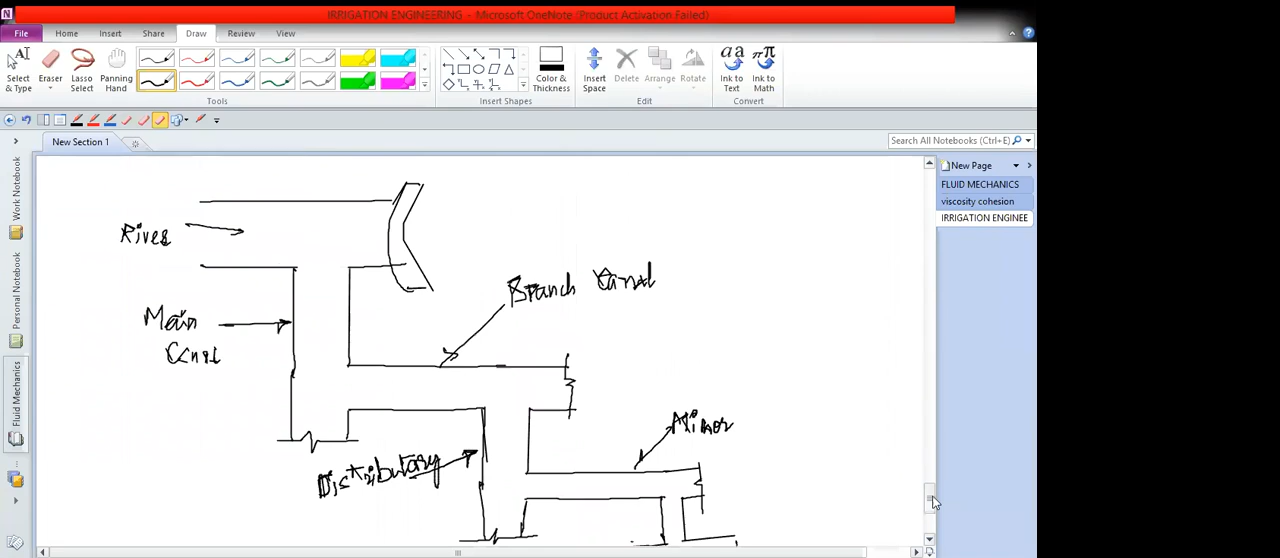 IRRIGATION ENGINEERING - Microsoft OneNote (Product Activation Failed)
File Home Insert Share Draw Review View
Select & Type
Eraser
Lasso Select
Panning Hand
Color & Thickness
Insert Space
Delete
Arrange
Rotate
Ink to Text
Ink to Math
Tools
Insert Shapes
Edit
Convert
New Section 1
Search All Notebooks (Ctrl+E)
New Page
FLUID MECHANICS
viscosity cohesion
IRRIGATION ENGINEE
Work Notebook
Personal Notebook
Fluid Mechanics
River
Branch Canal
Main
Canal
Minor
Distributary